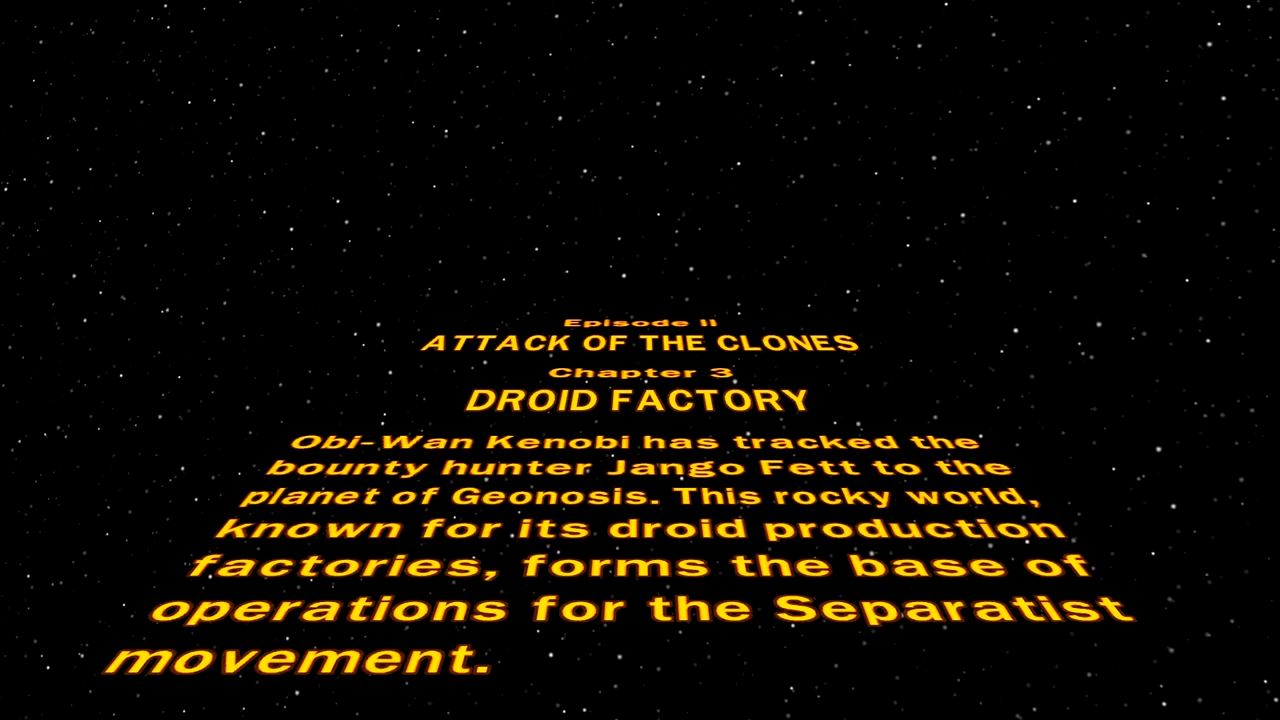 Episode II
ATTACK OF THE CLONES
Chapter 3
DROID FACTORY
Obi-Wan Kenobi has tracked the
bounty hunter Jango Fett to the
planet of Geonosis. This rocky world,
known for its droid production
factories, forms the base of
operations for the Separatist
movement.